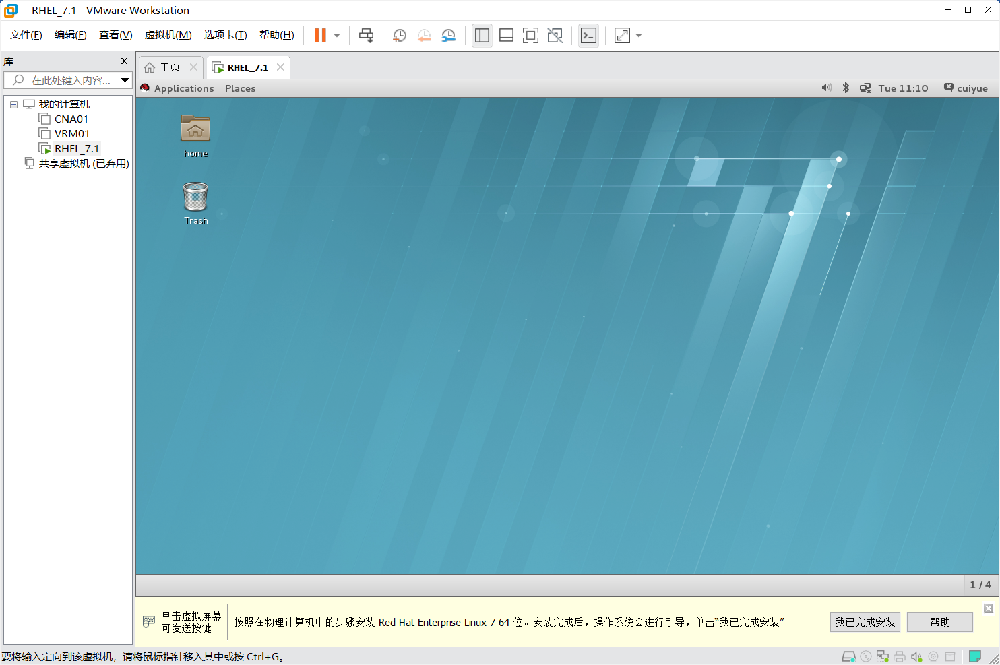 RHEL_7.1 - VMware Workstation
文件(F) 编辑(E) 查看(V) 虚拟机(M) 选项卡(T) 帮助(H)
库
在此处键入内容...
我的计算机
CNA01
VRM01
RHEL_7.1
共享虚拟机 (已弃用)
主页
RHEL_7.1
Applications Places
Tue 11:10 cuiyue
home
Trash
1 / 4
单击虚拟屏幕
可发送按键
按照在物理计算机中的步骤安装 Red Hat Enterprise Linux 7 64 位。安装完成后，操作系统会进行引导，单击“我已完成安装”。
我已完成安装
帮助
要将输入定向到该虚拟机，请将鼠标指针移入其中或按 Ctrl+G。